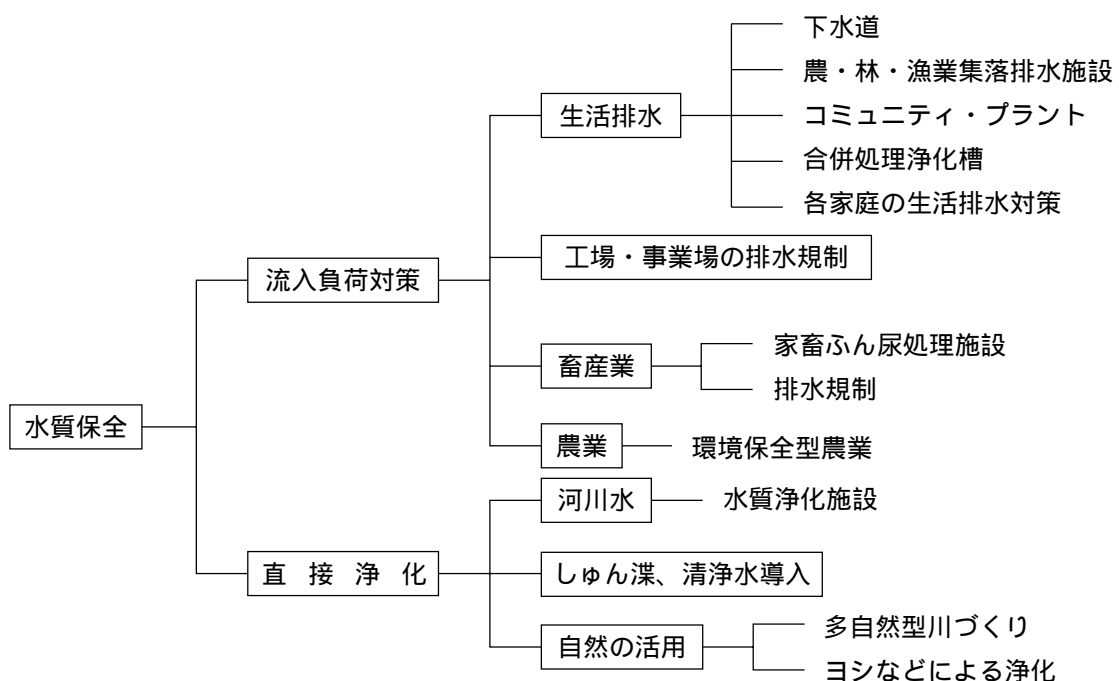 水質保全
流入負荷対策
生活排水
下水道
農・林・漁業集落排水施設
コミュニティ・プラント
合併処理浄化槽
各家庭の生活排水対策
工場・事業場の排水規制
畜産業
家畜ふん尿処理施設
排水規制
農業
環境保全型農業
直接浄化
河川水
水質浄化施設
しゅん渫、清浄水導入
自然の活用
多自然型川づくり
ヨシなどによる浄化